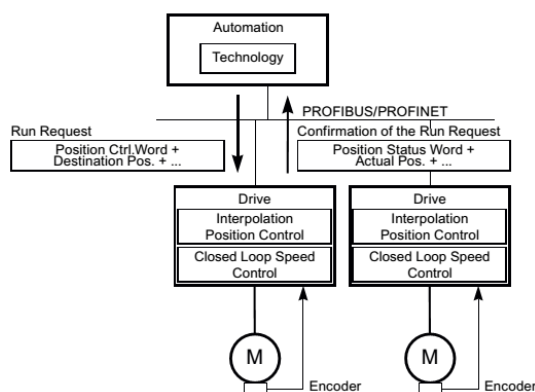 Automation
Technology
PROFIBUS/PROFINET
Run Request
Position Ctrl.Word +
Destination Pos. + ...
Confirmation of the Run Request
Position Status Word +
Actual Pos. + ...
Drive
Interpolation
Position Control
Closed Loop Speed
Control
Drive
Interpolation
Position Control
Closed Loop Speed
Control
M
Encoder
M
Encoder